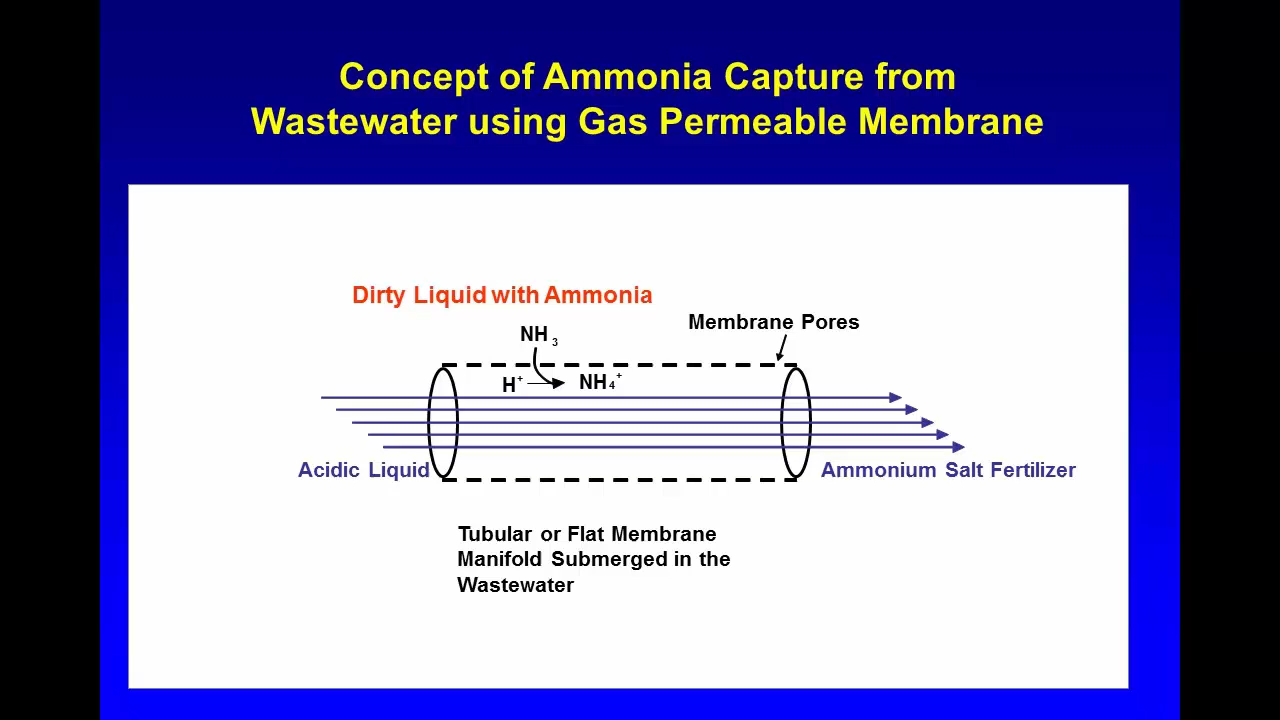 Concept of Ammonia Capture from
Wastewater using Gas Permeable Membrane
Dirty Liquid with Ammonia
Membrane Pores
NH3
H+ NH4+
Acidic Liquid
Ammonium Salt Fertilizer
Tubular or Flat Membrane
Manifold Submerged in the
Wastewater